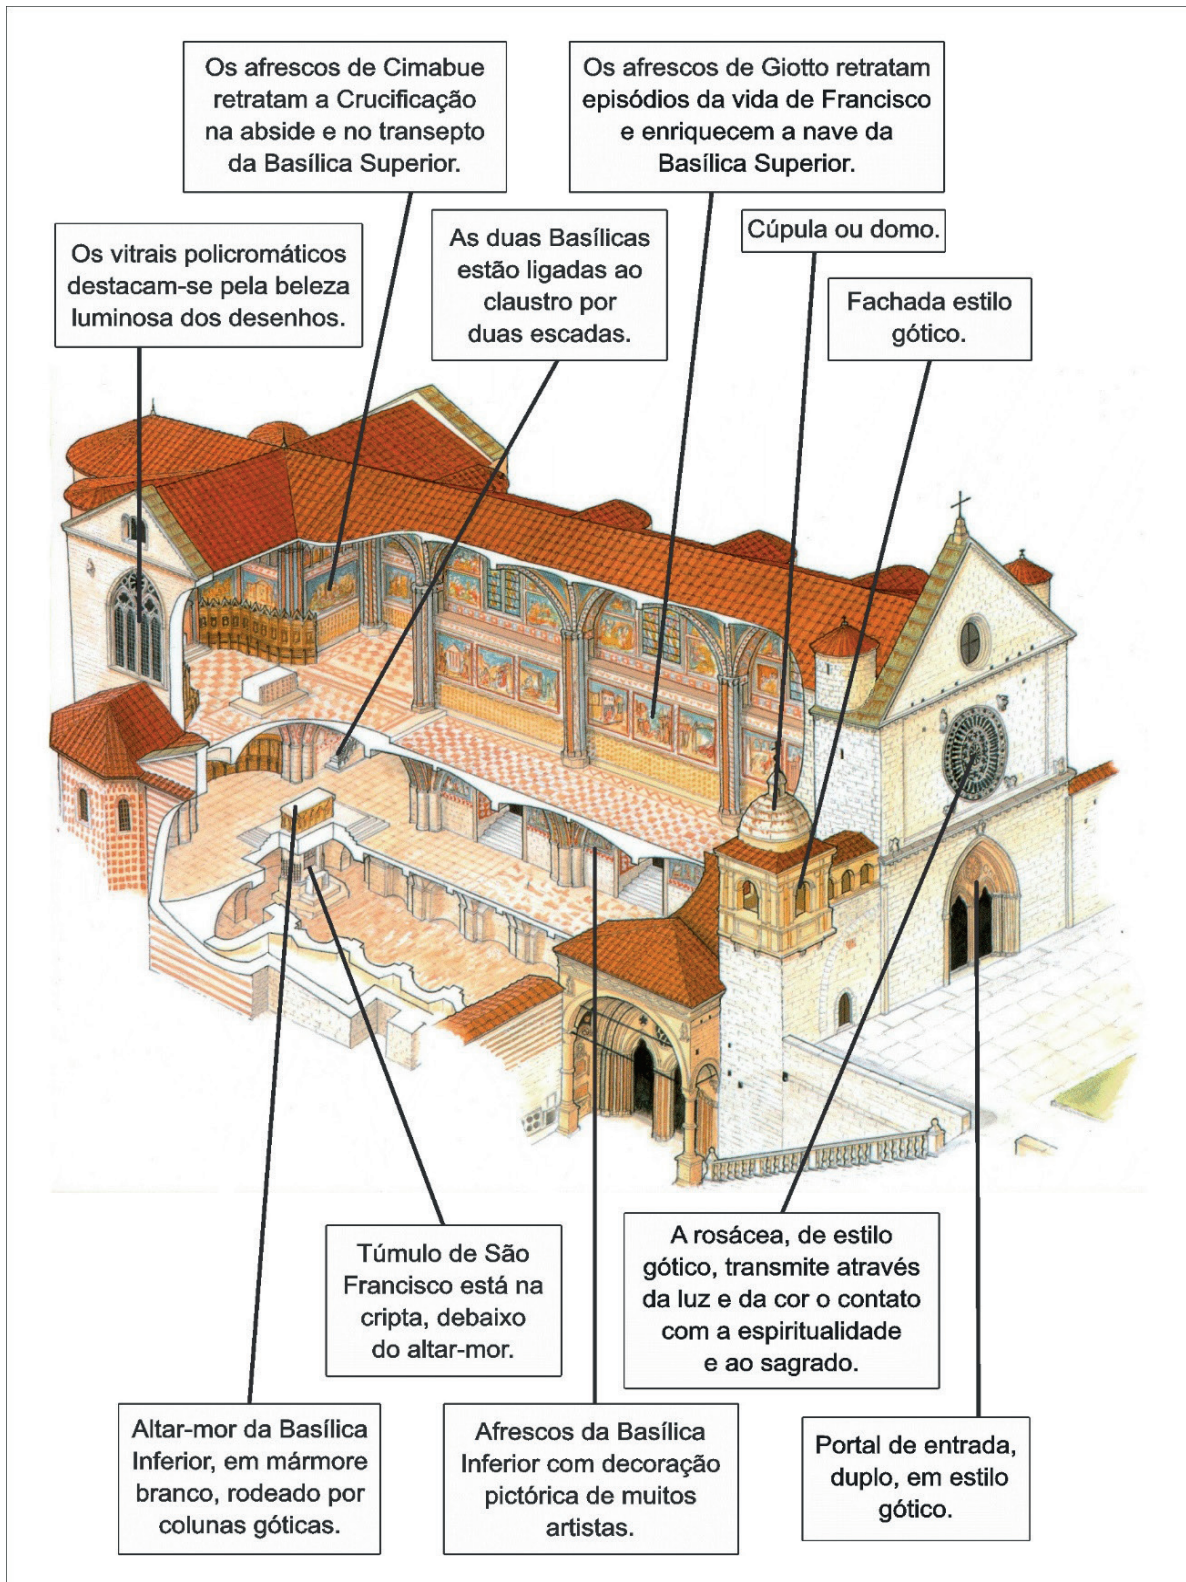 Os afrescos de Cimabue
retratam a Crucificação
na abside e no transepto
da Basílica Superior.
Os afrescos de Giotto retratam
episódios da vida de Francisco
e enriquecem a nave da
Basílica Superior.
Os vitrais policromáticos
destacam-se pela beleza
luminosa dos desenhos.
As duas Basílicas
estão ligadas ao
claustro por
duas escadas.
Cúpula ou domo.
Fachada estilo
gótico.
Túmulo de São
Francisco está na
cripta, debaixo
do altar-mor.
A rosácea, de estilo
gótico, transmite através
da luz e da cor o contato
com a espiritualidade
e ao sagrado.
Altar-mor da Basílica
Inferior, em mármore
branco, rodeado por
colunas góticas.
Afrescos da Basílica
Inferior com decoração
pictórica de muitos
artistas.
Portal de entrada,
duplo, em estilo
gótico.